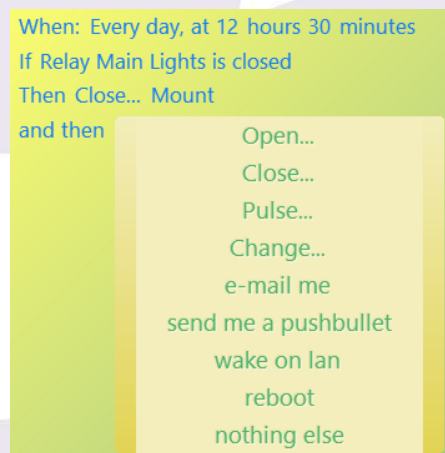 When: Every day, at 12 hours 30 minutes
If Relay Main Lights is closed
Then Close... Mount
and then
Open...
Close...
Pulse...
Change...
e-mail me
send me a pushbullet
wake on lan
reboot
nothing else